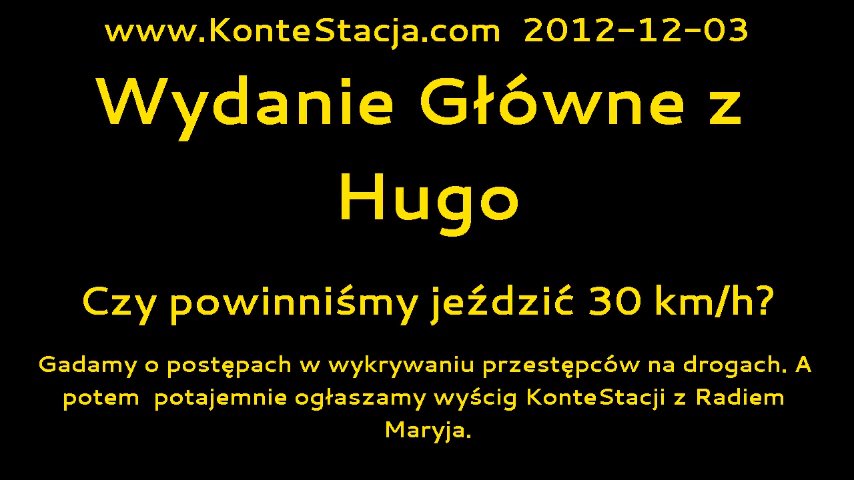 www.KonteStacja.com  2012-12-03
Wydanie Główne z
Hugo
Czy powinniśmy jeździć 30 km/h?
Gadamy o postępach w wykrywaniu przestępców na drogach. A
potem  potajemnie ogłaszamy wyścig KonteStacji z Radiem
Maryja.